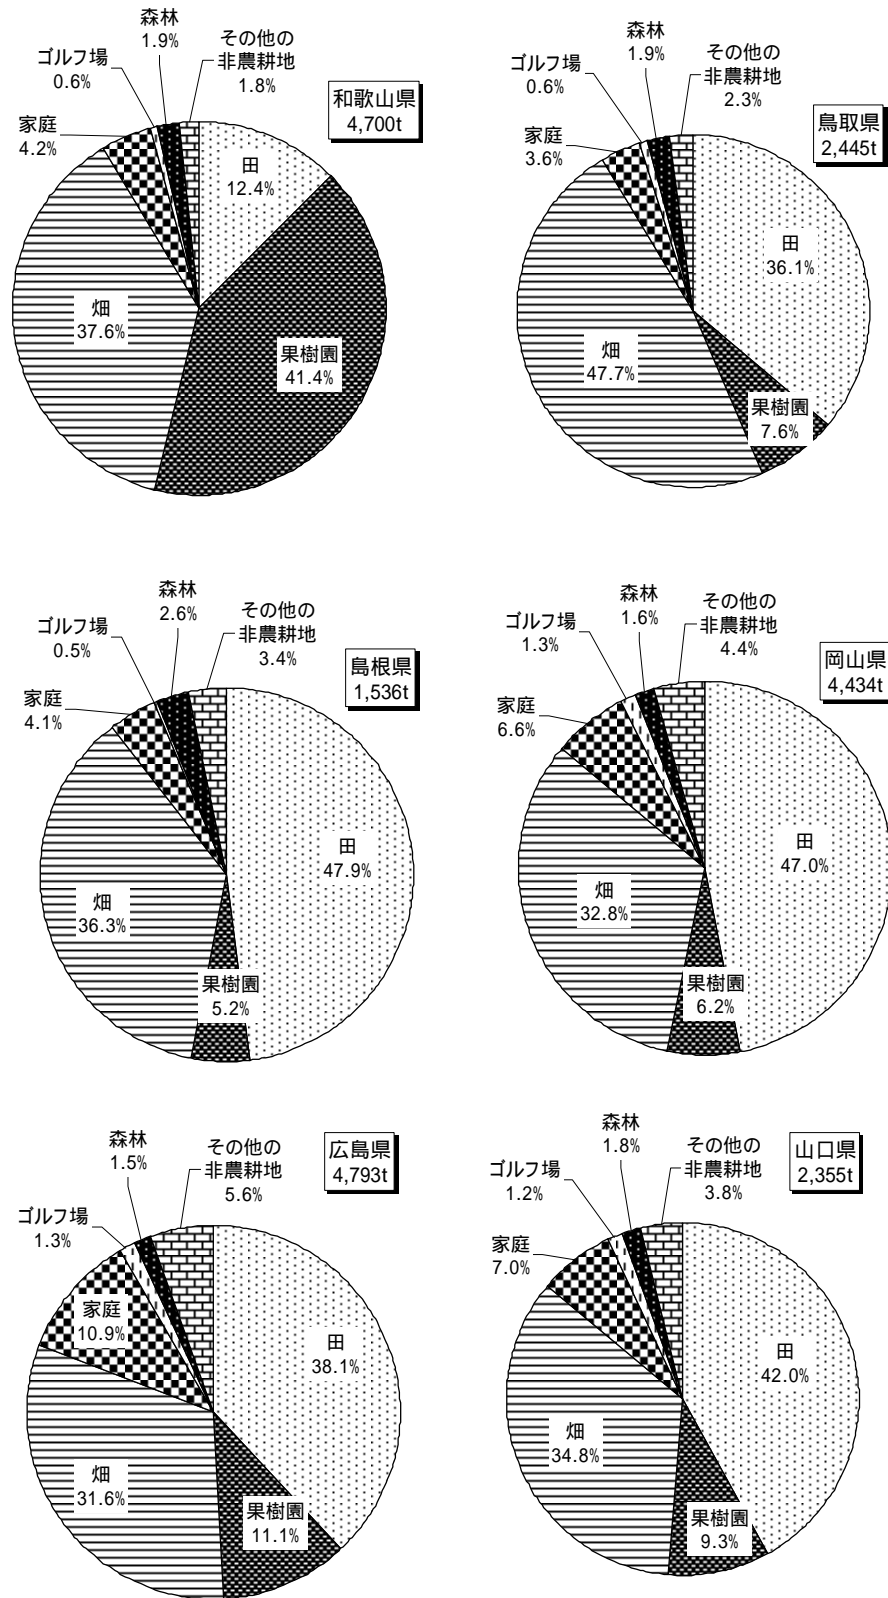 和歌山県
4,700t
森林
1.9%
ゴルフ場
0.6%
その他の
非農耕地
1.8%
家庭
4.2%
田
12.4%
畑
37.6%
果樹園
41.4%
鳥取県
2,445t
森林
1.9%
ゴルフ場
0.6%
その他の
非農耕地
2.3%
家庭
3.6%
田
36.1%
畑
47.7%
果樹園
7.6%
島根県
1,536t
森林
2.6%
ゴルフ場
0.5%
その他の
非農耕地
3.4%
家庭
4.1%
田
47.9%
畑
36.3%
果樹園
5.2%
岡山県
4,434t
森林
1.6%
ゴルフ場
1.3%
その他の
非農耕地
4.4%
家庭
6.6%
田
47.0%
畑
32.8%
果樹園
6.2%
広島県
4,793t
森林
1.5%
その他の
非農耕地
5.6%
ゴルフ場
1.3%
家庭
10.9%
田
38.1%
畑
31.6%
果樹園
11.1%
山口県
2,355t
森林
1.8%
その他の
非農耕地
3.8%
ゴルフ場
1.2%
家庭
7.0%
田
42.0%
畑
34.8%
果樹園
9.3%